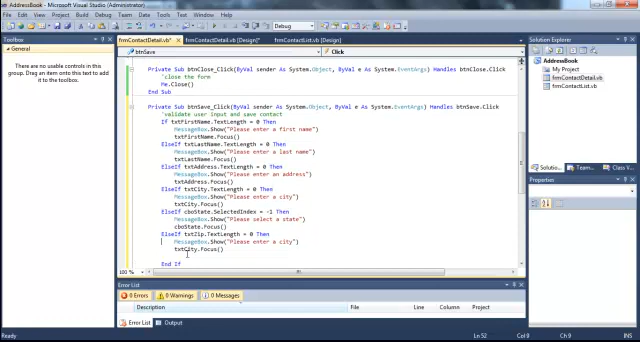 AddressBook - Microsoft Visual Studio (Administrator)
File Edit View Project Build Debug Team Data Tools Test Window Help
Debug
Toolbox
General
There are no usable controls in this
group. Drag an item onto this text to add
it to the toolbox.
frmContactDetail.vb* frmContactDetail.vb [Design]* frmContactList.vb [Design]
btnSave Click
Private Sub btnClose_Click(ByVal sender As System.Object, ByVal e As System.EventArgs) Handles btnClose.Click
'close the form
Me.Close()
End Sub
Private Sub btnSave_Click(ByVal sender As System.Object, ByVal e As System.EventArgs) Handles btnSave.Click
'validate user input and save contact
If txtFirstName.TextLength = 0 Then
MessageBox.Show("Please enter a first name")
txtFirstName.Focus()
ElseIf txtLastName.TextLength = 0 Then
MessageBox.Show("Please enter a last name")
txtLastName.Focus()
ElseIf txtAddress.TextLength = 0 Then
MessageBox.Show("Please enter an address")
txtAddress.Focus()
ElseIf txtCity.TextLength = 0 Then
MessageBox.Show("Please enter a city")
txtCity.Focus()
ElseIf cboState.SelectedIndex = -1 Then
MessageBox.Show("Please select a state")
cboState.Focus()
ElseIf txtZip.TextLength = 0 Then
MessageBox.Show("Please enter a city")
txtCity.Focus()
End If
100 %
Error List
0 Errors 0 Warnings 0 Messages
Description File Line Column Project
Error List Output
Solution Explorer
AddressBook
My Project
frmContactDetail.vb
frmContactList.vb
Solutio... Team... Class V...
Properties
Ready Ln 52 Col 9 Ch 9